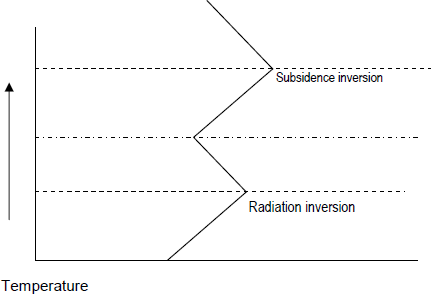 Subsidence inversion
Radiation inversion
Temperature